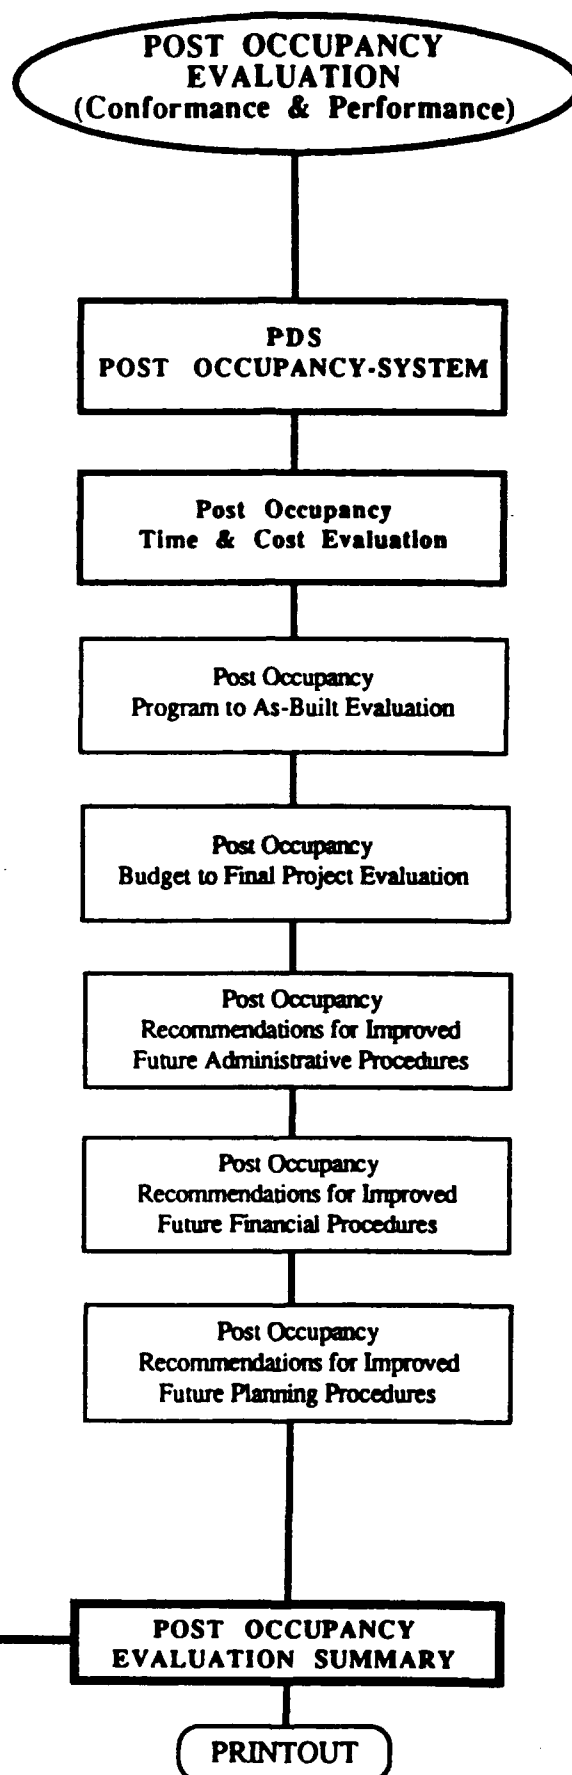 POST OCCUPANCY
EVALUATION
(Conformance & Performance)
PDS
POST OCCUPANCY-SYSTEM
Post Occupancy
Time & Cost Evaluation
Post Occupancy
Program to As-Built Evaluation
Post Occupancy
Budget to Final Project Evaluation
Post Occupancy
Recommendations for Improved
Future Administrative Procedures
Post Occupancy
Recommendations for Improved
Future Financial Procedures
Post Occupancy
Recommendations for Improved
Future Planning Procedures
POST OCCUPANCY
EVALUATION SUMMARY
PRINTOUT